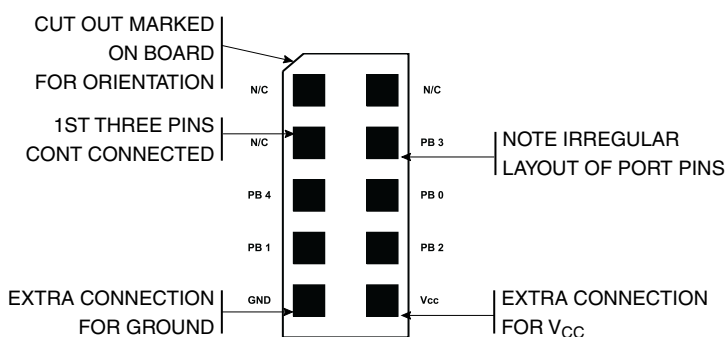 CUT OUT MARKED
ON BOARD
FOR ORIENTATION
N/C
N/C
1ST THREE PINS
CONT CONNECTED
N/C
PB 3
NOTE IRREGULAR
LAYOUT OF PORT PINS
PB 4
PB 0
PB 1
PB 2
EXTRA CONNECTION
FOR GROUND
GND
Vcc
EXTRA CONNECTION
FOR VCC